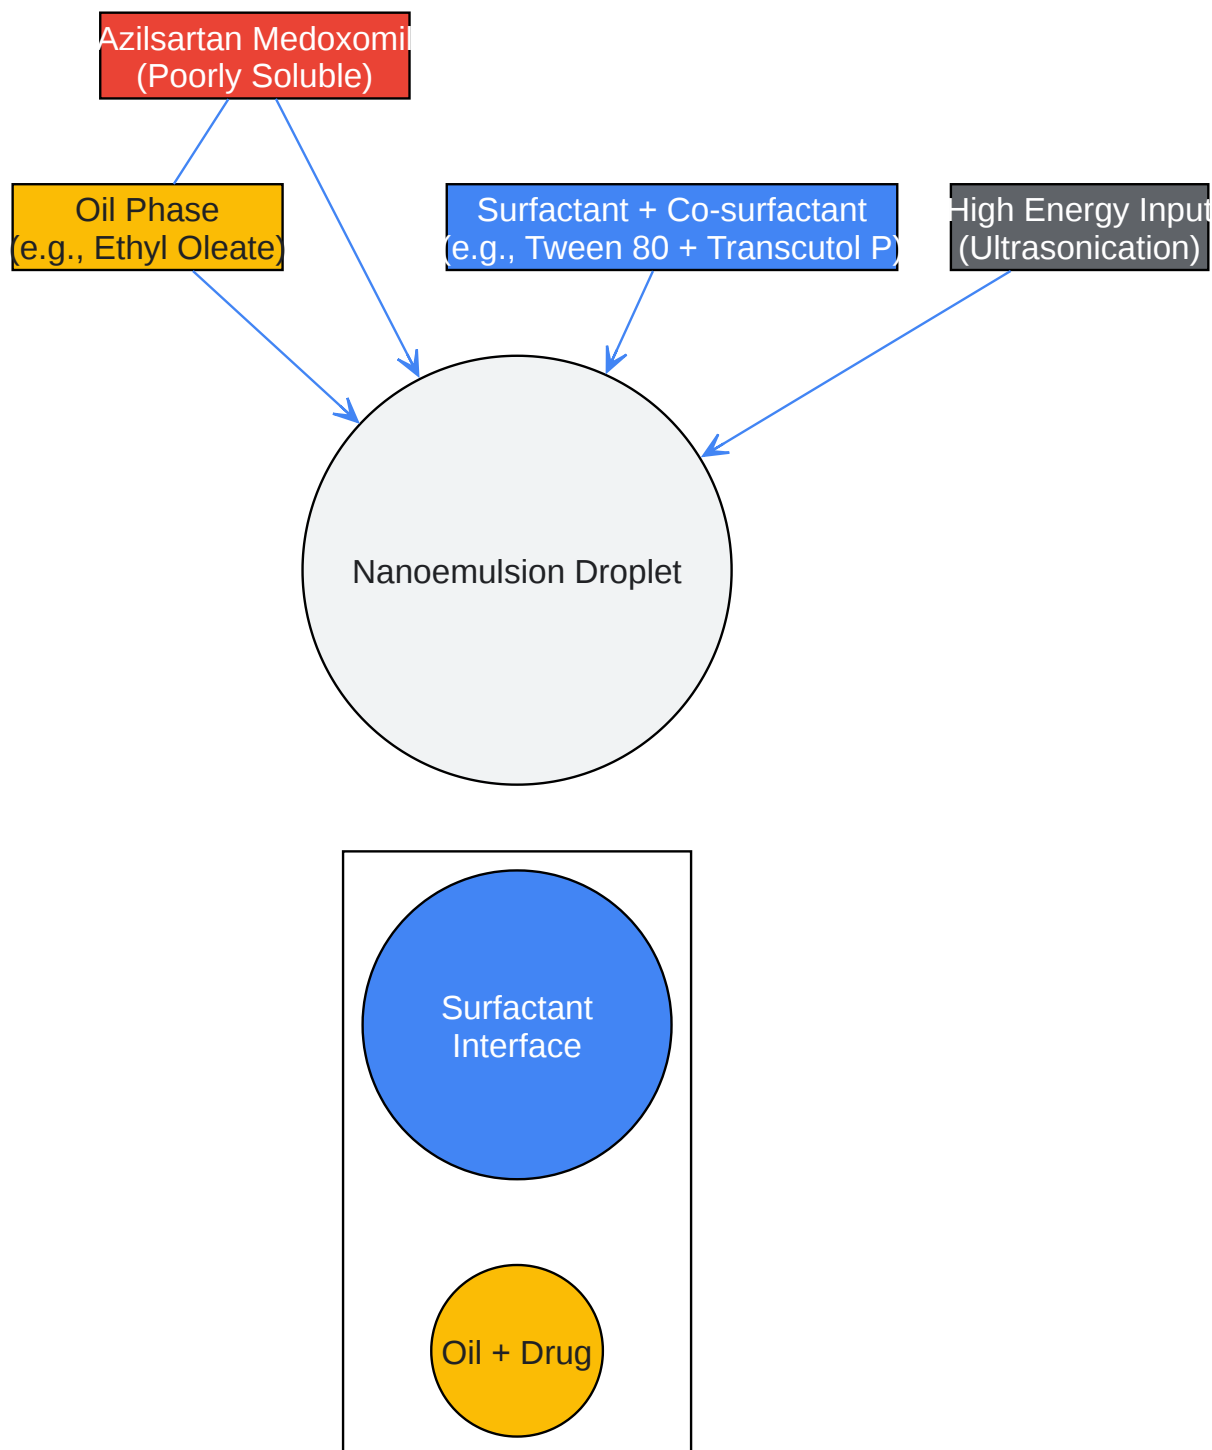 Azilsartan Medoxomil
(Poorly Soluble)
Oil Phase
(e.g., Ethyl Oleate)
Surfactant + Co-surfactant
(e.g., Tween 80 + Transcutol P)
High Energy Input
(Ultrasonication)
Nanoemulsion Droplet
Surfactant
Interface
Oil + Drug